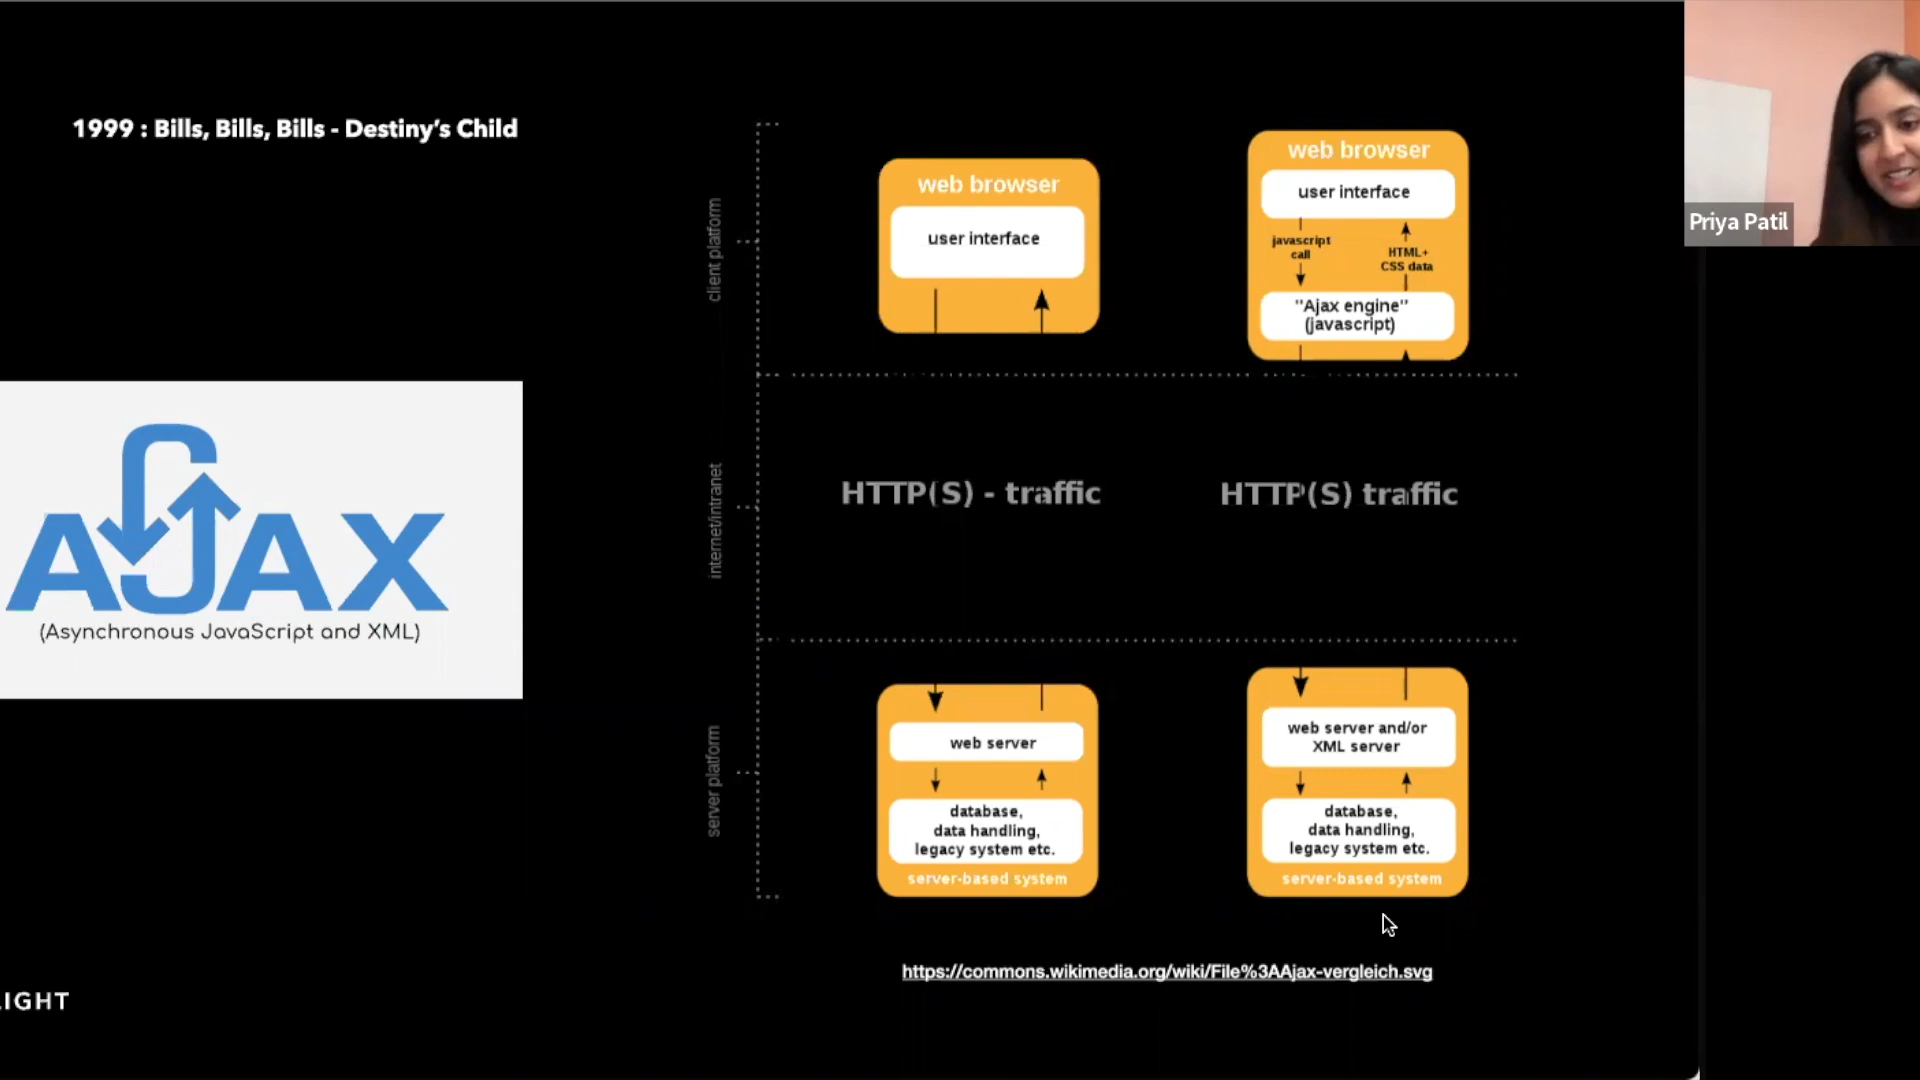 1999 : Bills, Bills, Bills - Destiny's Child
AJAX
(Asynchronous JavaScript and XML)
LIGHT
client platform
internet/intranet
server platform
web browser
user interface
HTTP(S) - traffic
web server
database,
data handling,
legacy system etc.
server-based system
web browser
user interface
javascript
call
HTML+
CSS data
"Ajax engine"
(javascript)
HTTP(S) traffic
web server and/or
XML server
database,
data handling,
legacy system etc.
server-based system
https://commons.wikimedia.org/wiki/File%3AAjax-vergleich.svg
Priya Patil